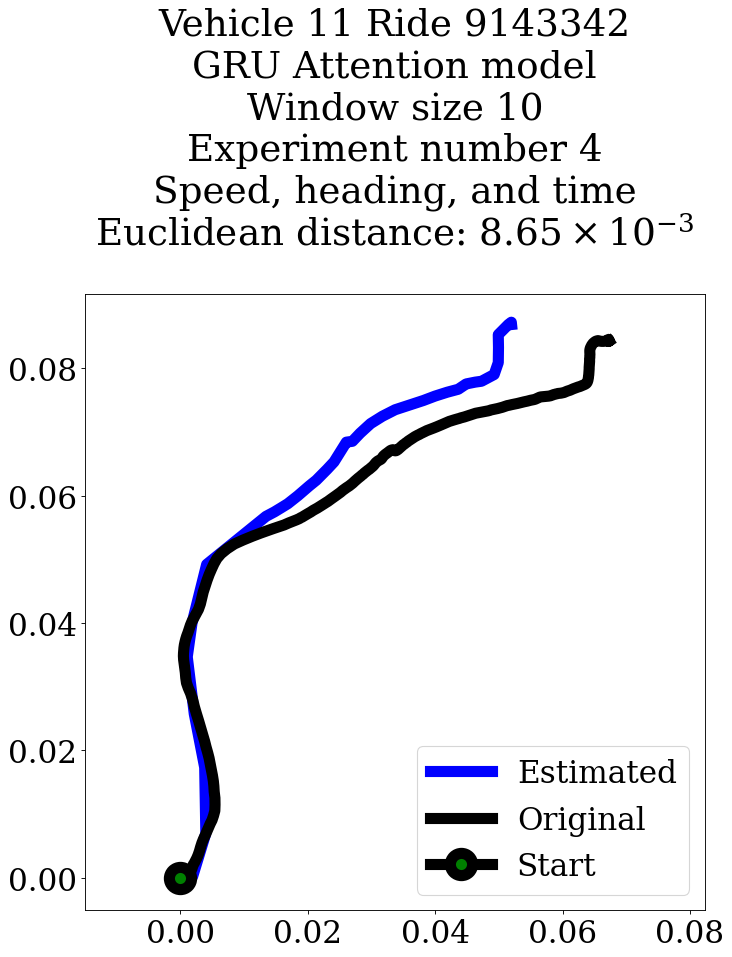 Vehicle 11 Ride 9143342
GRU Attention model
Window size 10
Experiment number 4
Speed, heading, and time
Euclidean distance: 8.65 × 10⁻³
0.08
0.06
0.04
0.02
0.00
Estimated
Original
Start
0.00 0.02 0.04 0.06 0.08